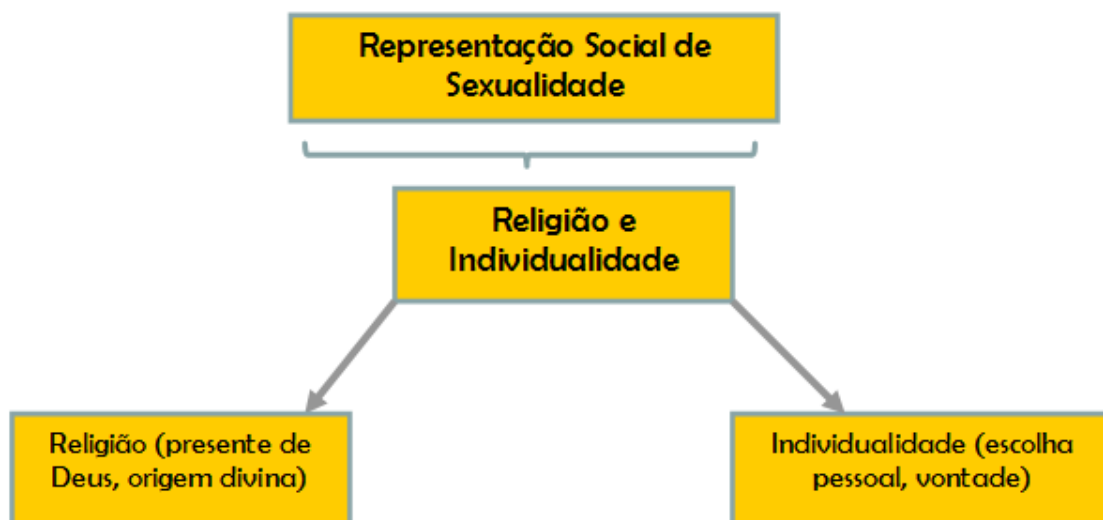 Representação Social de
Sexualidade
Religião e
Individualidade
Religião (presente de
Deus, origem divina)
Individualidade (escolha
pessoal, vontade)